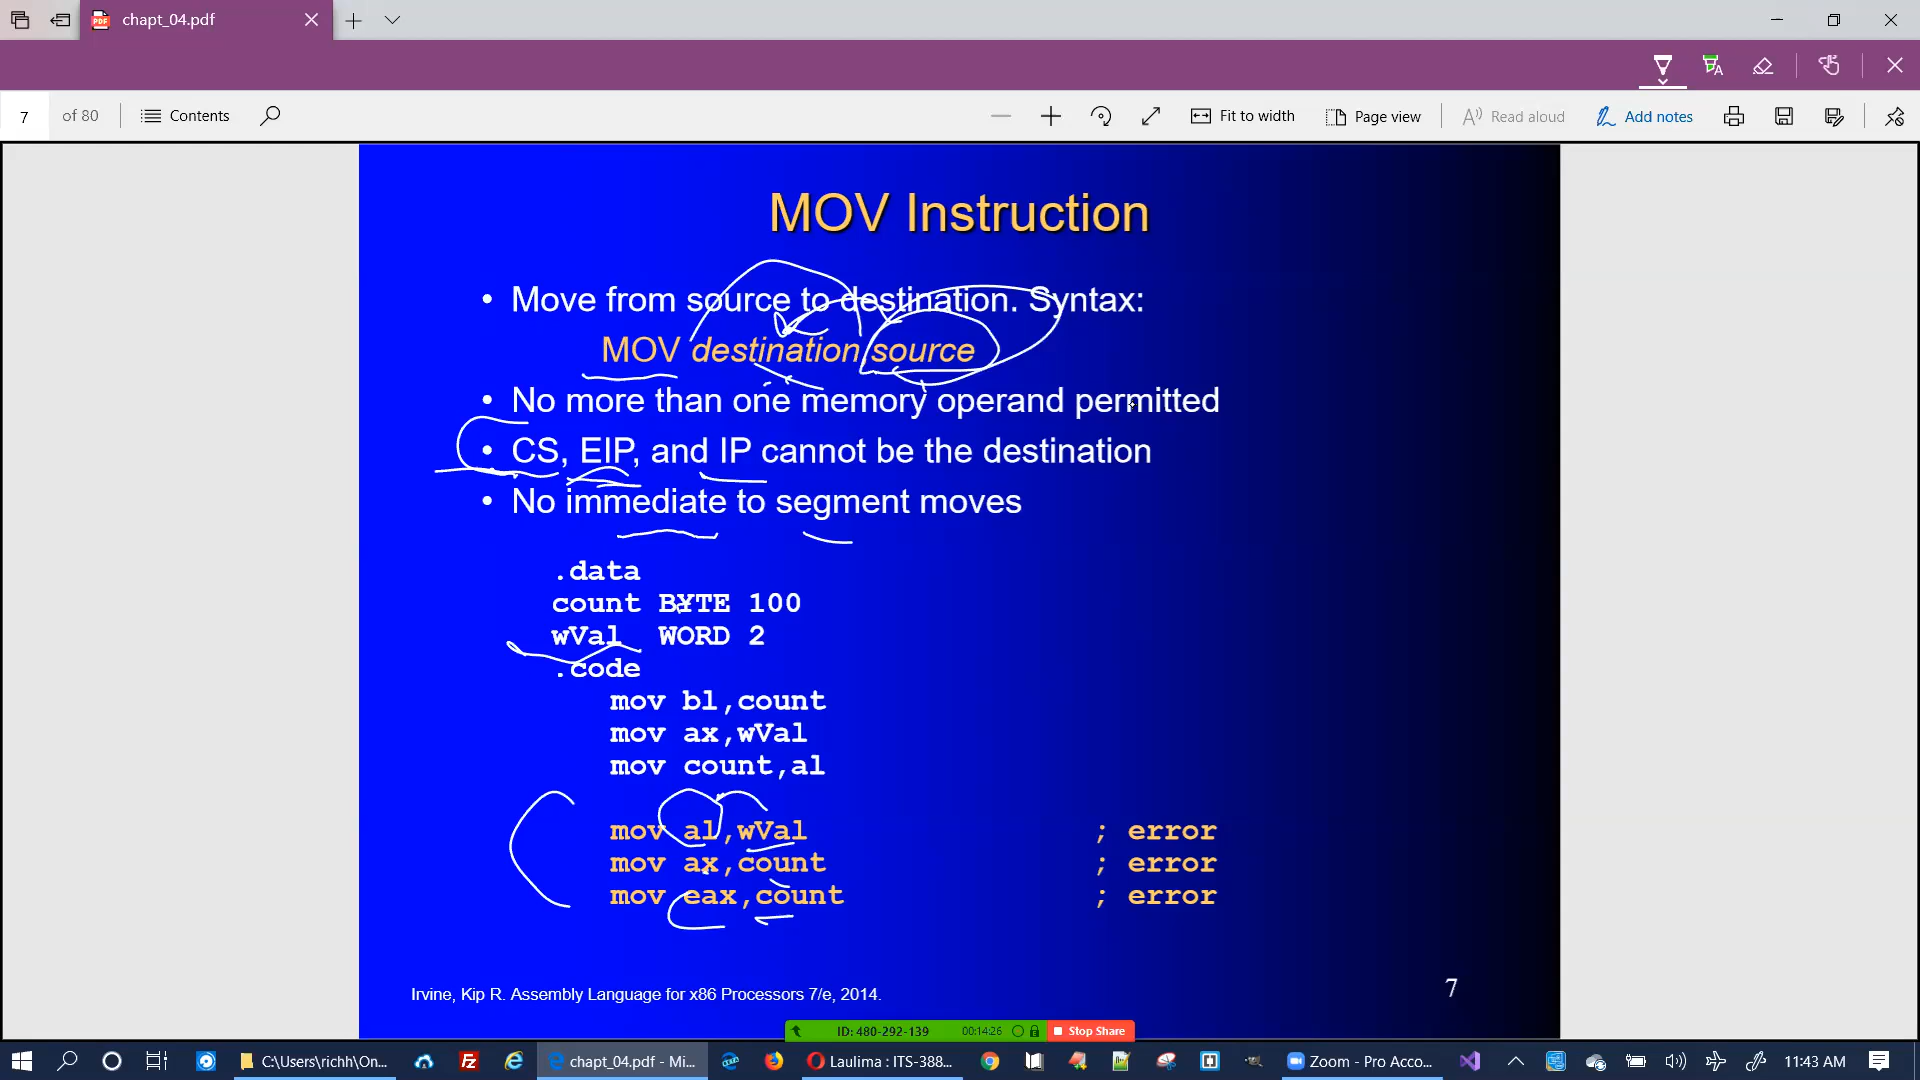 chapt_04.pdf
7 of 80 Contents Fit to width Page view Read aloud Add notes
MOV Instruction
• Move from source to destination. Syntax:
MOV destination,source
• No more than one memory operand permitted
• CS, EIP, and IP cannot be the destination
• No immediate to segment moves
.data
count BYTE 100
wVal WORD 2
.code
mov bl,count
mov ax,wVal
mov count,al
mov al,wVal ; error
mov ax,count ; error
mov eax,count ; error
Irvine, Kip R. Assembly Language for x86 Processors 7/e, 2014.
7
ID: 480-292-139 00:14:26 Stop Share
C:\Users\richh\On... chapt_04.pdf - Mi... Laulima : ITS-388... Zoom - Pro Acco... 11:43 AM